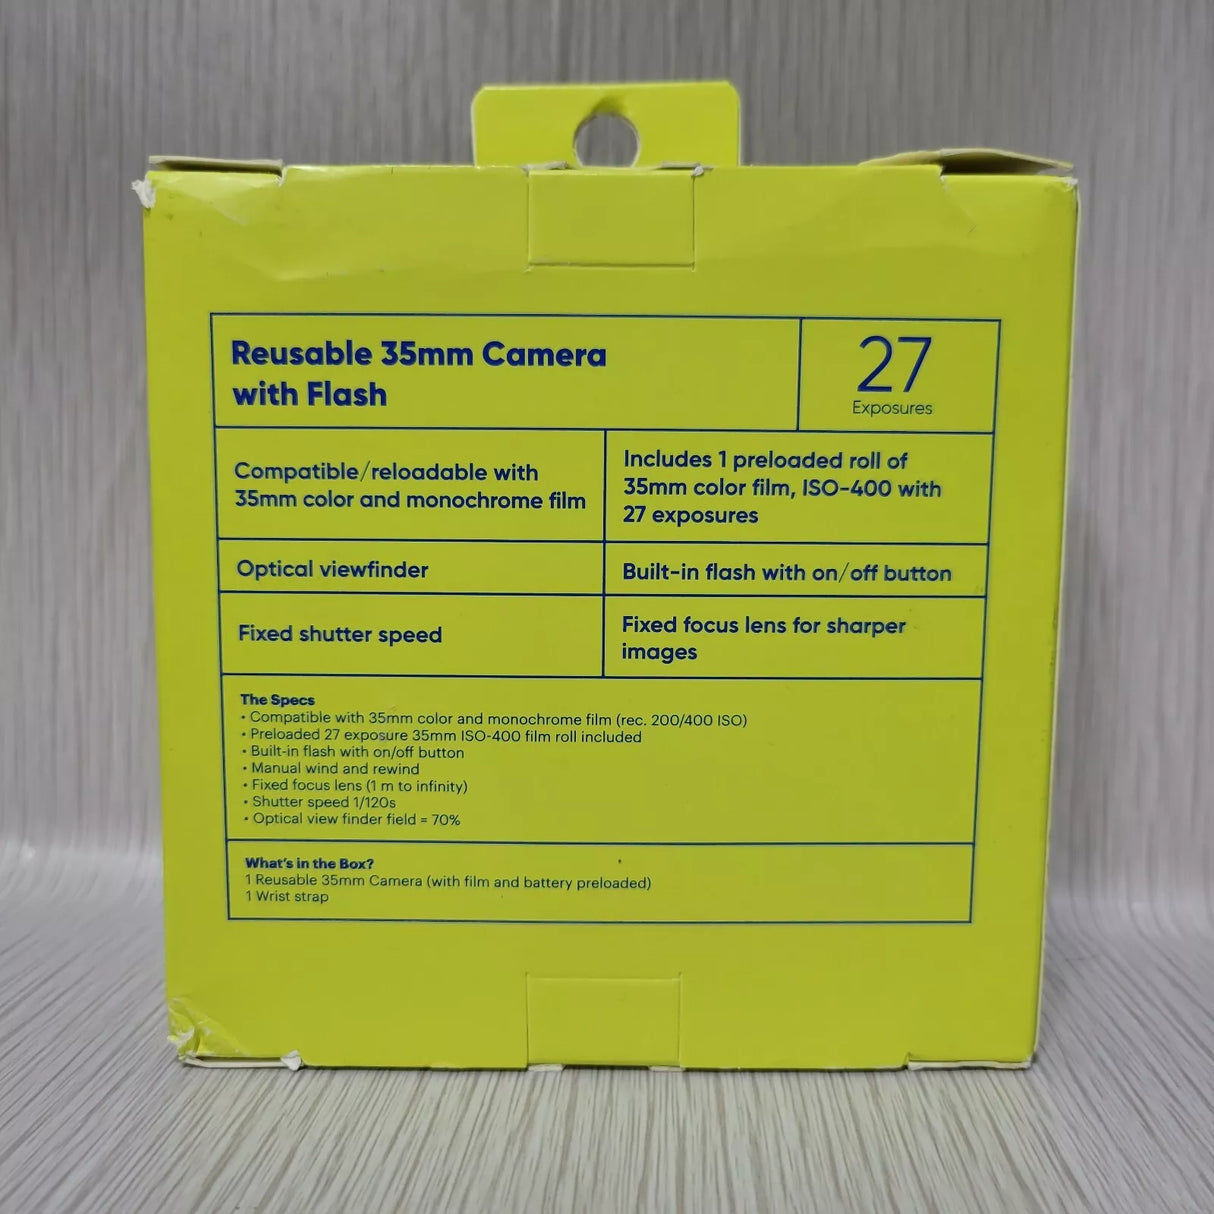 Reusable 35mm Camera
with Flash
27
Exposures
Compatible/reloadable with
35mm color and monochrome film
Includes 1 preloaded roll of
35mm color film, ISO-400 with
27 exposures
Optical viewfinder
Built-in flash with on/off button
Fixed shutter speed
Fixed focus lens for sharper
images
The Specs
• Compatible with 35mm color and monochrome film (rec. 200/400 ISO)
• Preloaded 27 exposure 35mm ISO-400 film roll included
• Built-in flash with on/off button
• Manual wind and rewind
• Fixed focus lens (1 m to infinity)
• Shutter speed 1/120s
• Optical view finder field = 70%
What's in the Box?
1 Reusable 35mm Camera (with film and battery preloaded)
1 Wrist strap